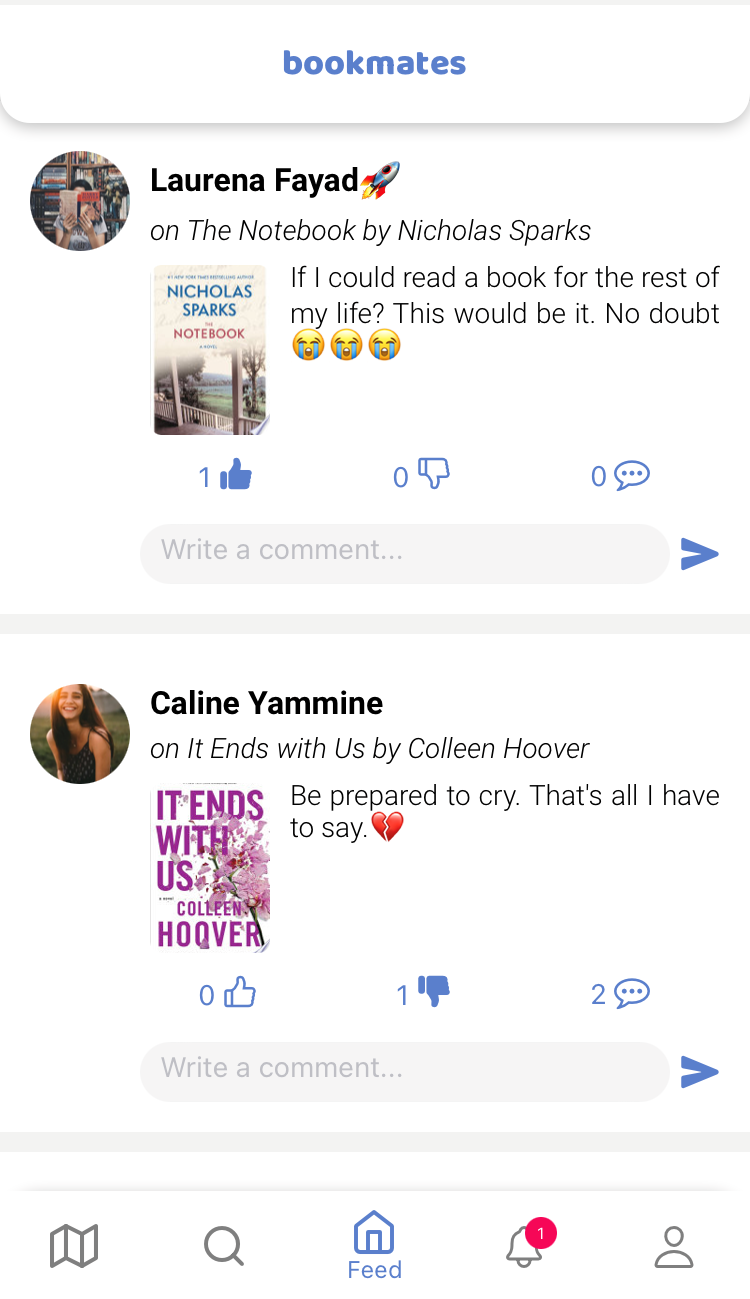 bookmates
Laurena Fayad🚀
on The Notebook by Nicholas Sparks
If I could read a book for the rest of
my life? This would be it. No doubt
😭😭😭
#1 NEW YORK TIMES BESTSELLING AUTHOR
NICHOLAS
SPARKS
THE
NOTEBOOK
A NOVEL
1
0
0
Write a comment...
Caline Yammine
on It Ends with Us by Colleen Hoover
Be prepared to cry. That's all I have
to say.💔
IT ENDS
WITH
US
a novel
COLLEEN
HOOVER
0
1
2
Write a comment...
1
Feed